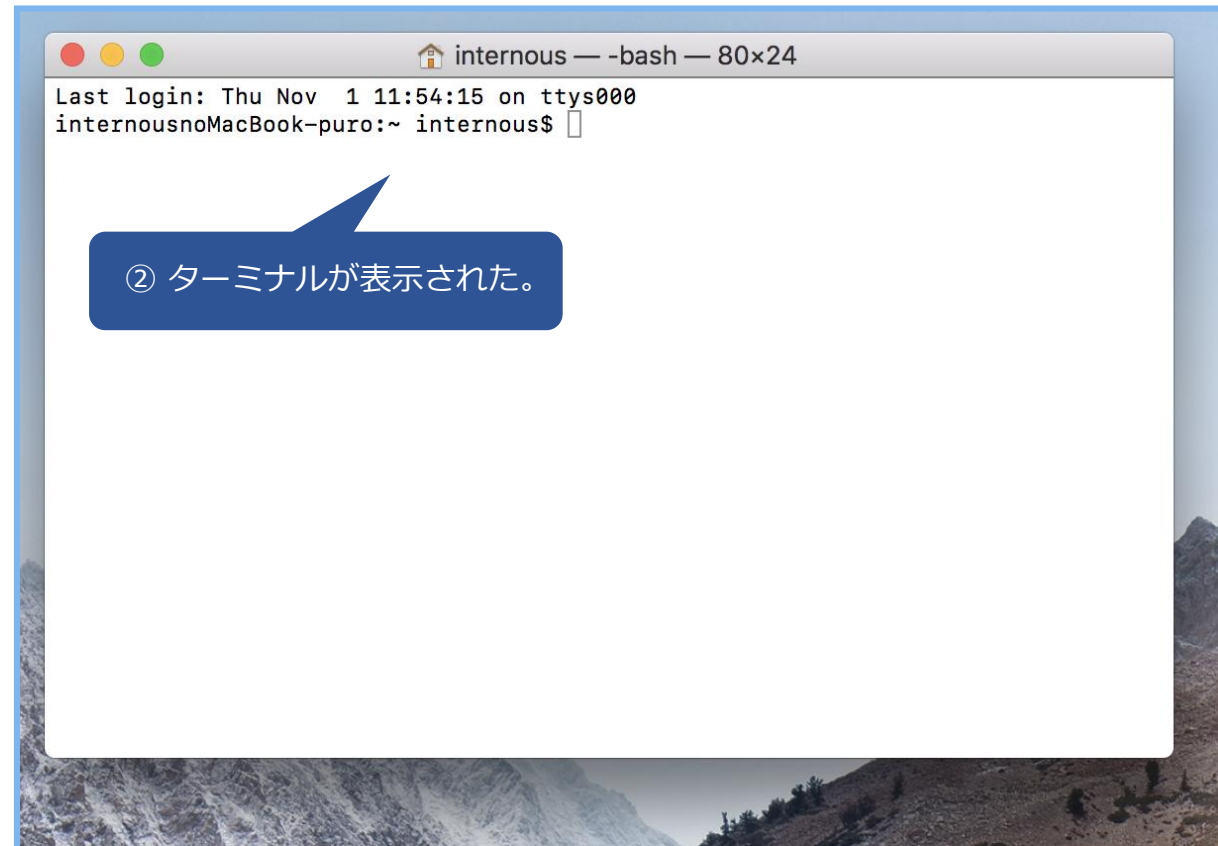 internous — -bash — 80×24
Last login: Thu Nov  1 11:54:15 on ttys000
internousnoMacBook-puro:~ internous$
② ターミナルが表示された。